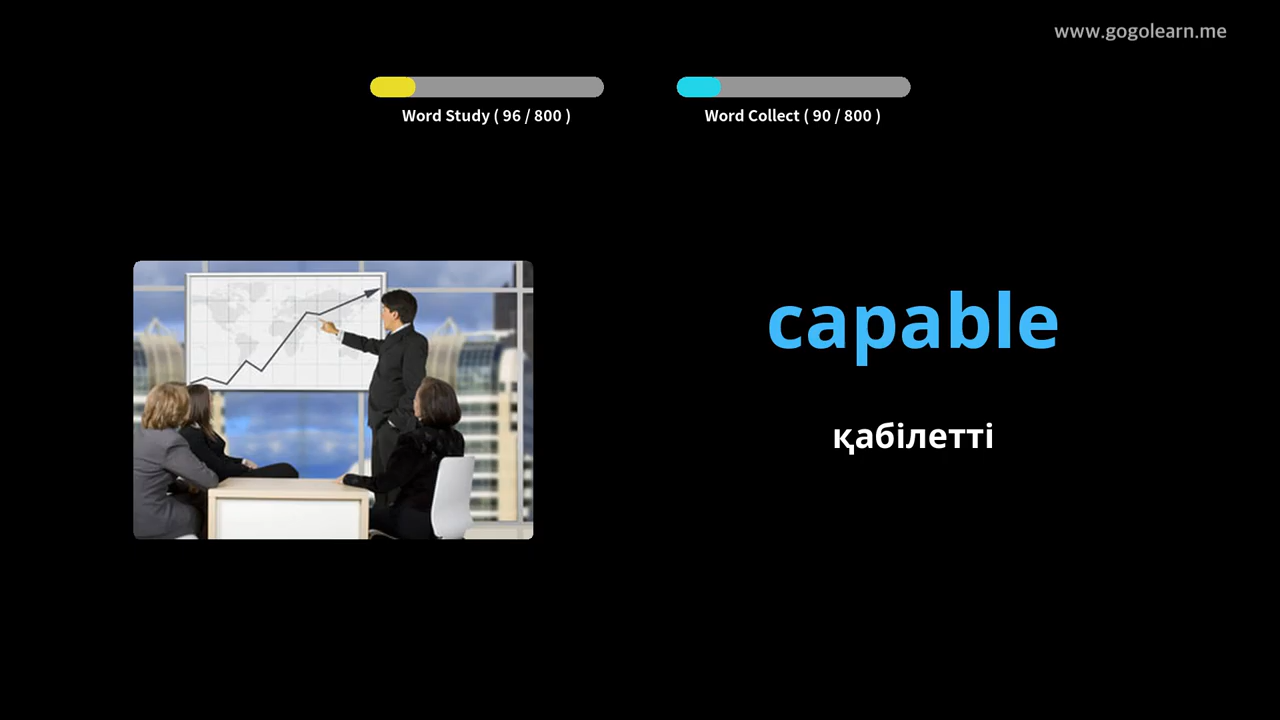 www.gogolearn.me
Word Study ( 96 / 800 )
Word Collect ( 90 / 800 )
capable
қабілетті